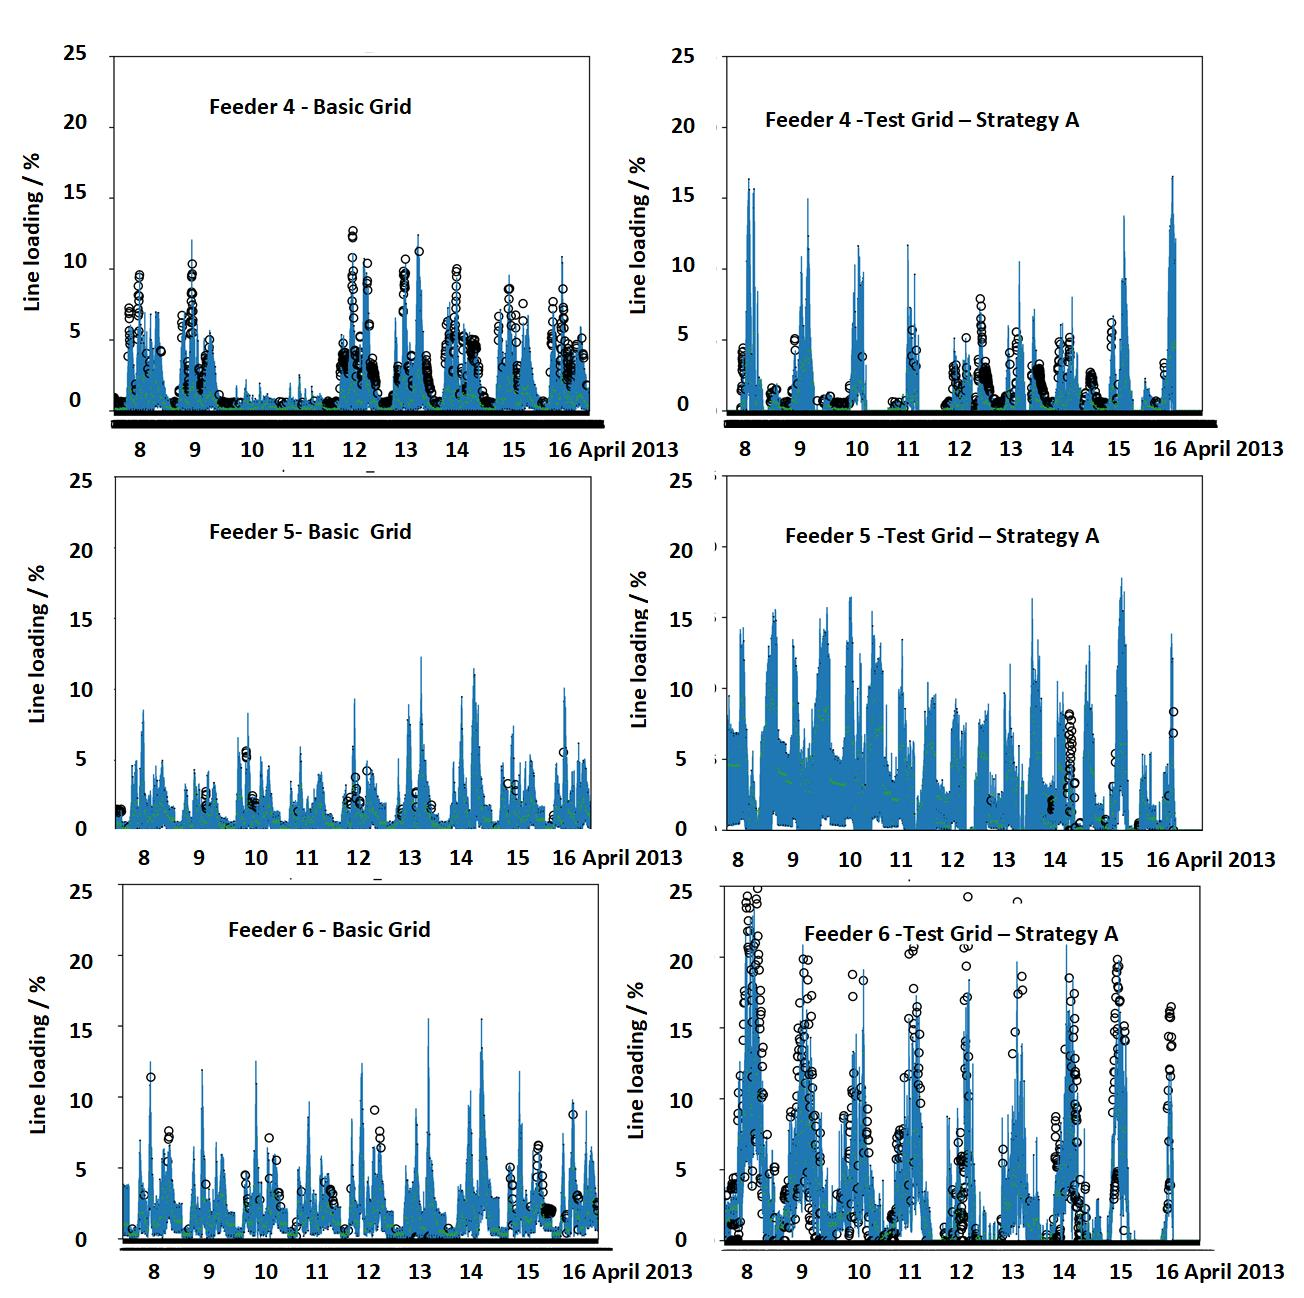 25
20
15
10
5
0
Line loading / %
Feeder 4 - Basic Grid
8 9 10 11 12 13 14 15 16 April 2013
25
20
15
10
5
0
Line loading / %
Feeder 4 -Test Grid – Strategy A
8 9 10 11 12 13 14 15 16 April 2013
25
20
15
10
5
0
Line loading / %
Feeder 5- Basic  Grid
8 9 10 11 12 13 14 15 16 April 2013
25
20
15
10
5
0
Line loading / %
Feeder 5 -Test Grid – Strategy A
8 9 10 11 12 13 14 15 16 April 2013
25
20
15
10
5
0
Line loading / %
Feeder 6 - Basic Grid
8 9 10 11 12 13 14 15 16 April 2013
25
20
15
10
5
0
Line loading / %
Feeder 6 -Test Grid – Strategy A
8 9 10 11 12 13 14 15 16 April 2013